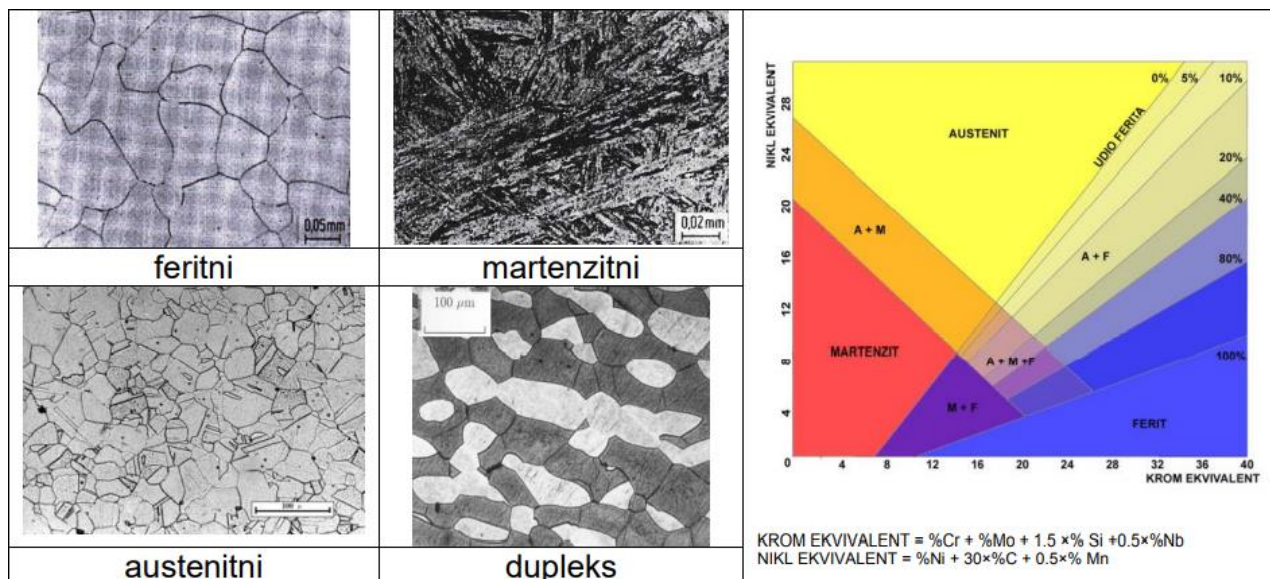 0,05mm
0,02mm
feritni
martenzitni
100 μm
100 μ
austenitni
dupleks
NIKL EKVIVALENT
28
24
20
16
12
8
4
0
0%
5%
10%
20%
40%
80%
100%
UDIO FERITA
AUSTENIT
A + M
A + F
MARTENZIT
A + M +F
M + F
FERIT
0
4
8
12
16
20
24
28
32
36
40
KROM EKVIVALENT
KROM EKVIVALENT = %Cr + %Mo + 1.5 ×% Si +0.5×%Nb
NIKL EKVIVALENT = %Ni + 30×%C + 0.5×% Mn